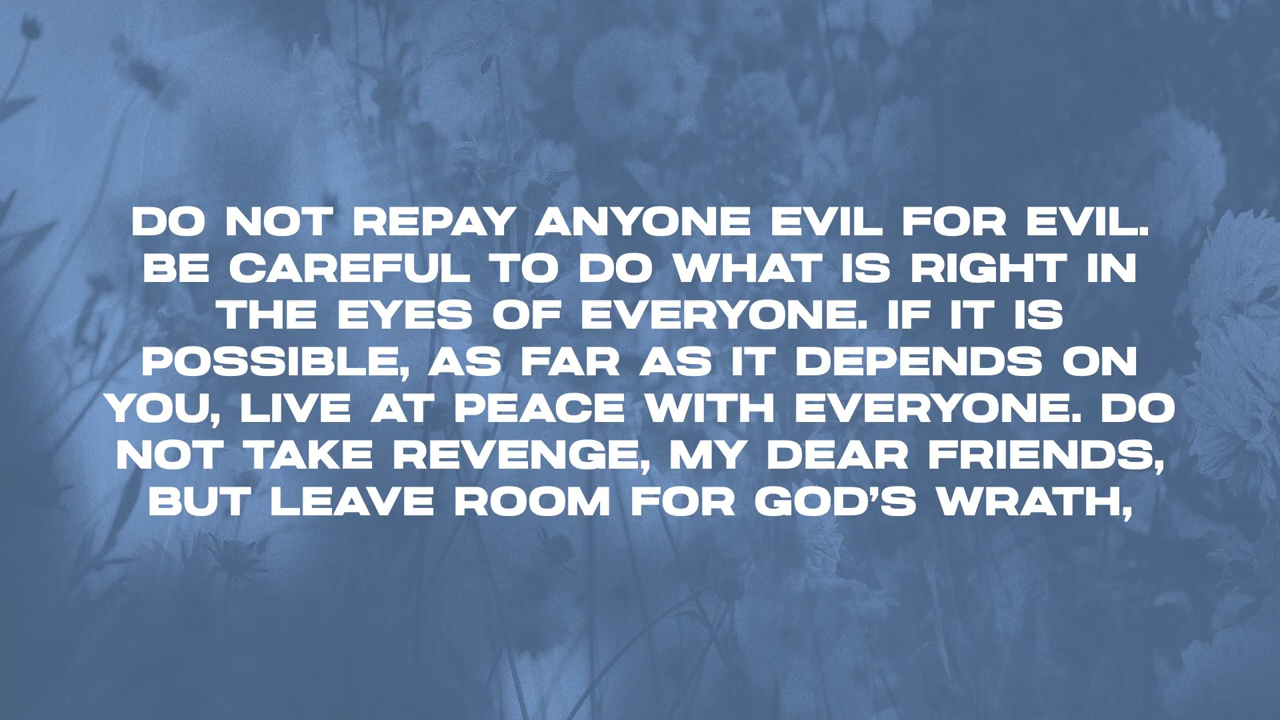 DO NOT REPAY ANYONE EVIL FOR EVIL.
BE CAREFUL TO DO WHAT IS RIGHT IN
THE EYES OF EVERYONE. IF IT IS
POSSIBLE, AS FAR AS IT DEPENDS ON
YOU, LIVE AT PEACE WITH EVERYONE. DO
NOT TAKE REVENGE, MY DEAR FRIENDS,
BUT LEAVE ROOM FOR GOD’S WRATH,